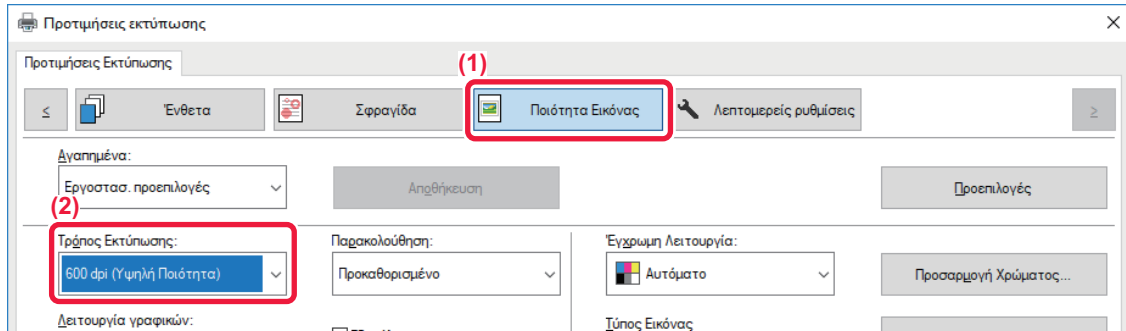 Προτιμήσεις εκτύπωσης
Προτιμήσεις Εκτύπωσης
(1)
< Ένθετα Σφραγίδα Ποιότητα Εικόνας Λεπτομερείς ρυθμίσεις >
Αγαπημένα:
Εργοστασ. προεπιλογές Αποθήκευση Προεπιλογές
(2)
Τρόπος Εκτύπωσης: Παρακολούθηση: Έγχρωμη Λειτουργία:
600 dpi (Υψηλή Ποιότητα) Προκαθορισμένο Αυτόματο Προσαρμογή Χρώματος...
Λειτουργία γραφικών: Τύπος Εικόνας